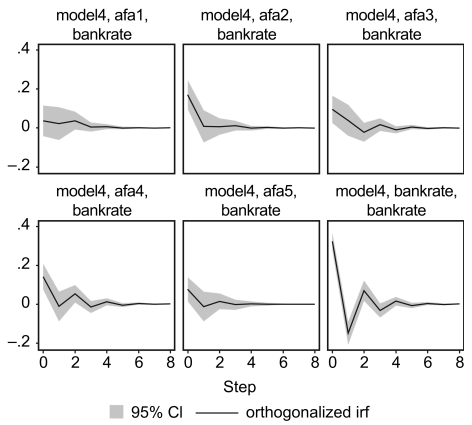 model4, afa1,
bankrate
model4, afa2,
bankrate
model4, afa3,
bankrate
.4
.2
0
–.2
model4, afa4,
bankrate
model4, afa5,
bankrate
model4, bankrate,
bankrate
.4
.2
0
–.2
0 2 4 6 8 0 2 4 6 8 0 2 4 6 8
Step
95% CI orthogonalized irf